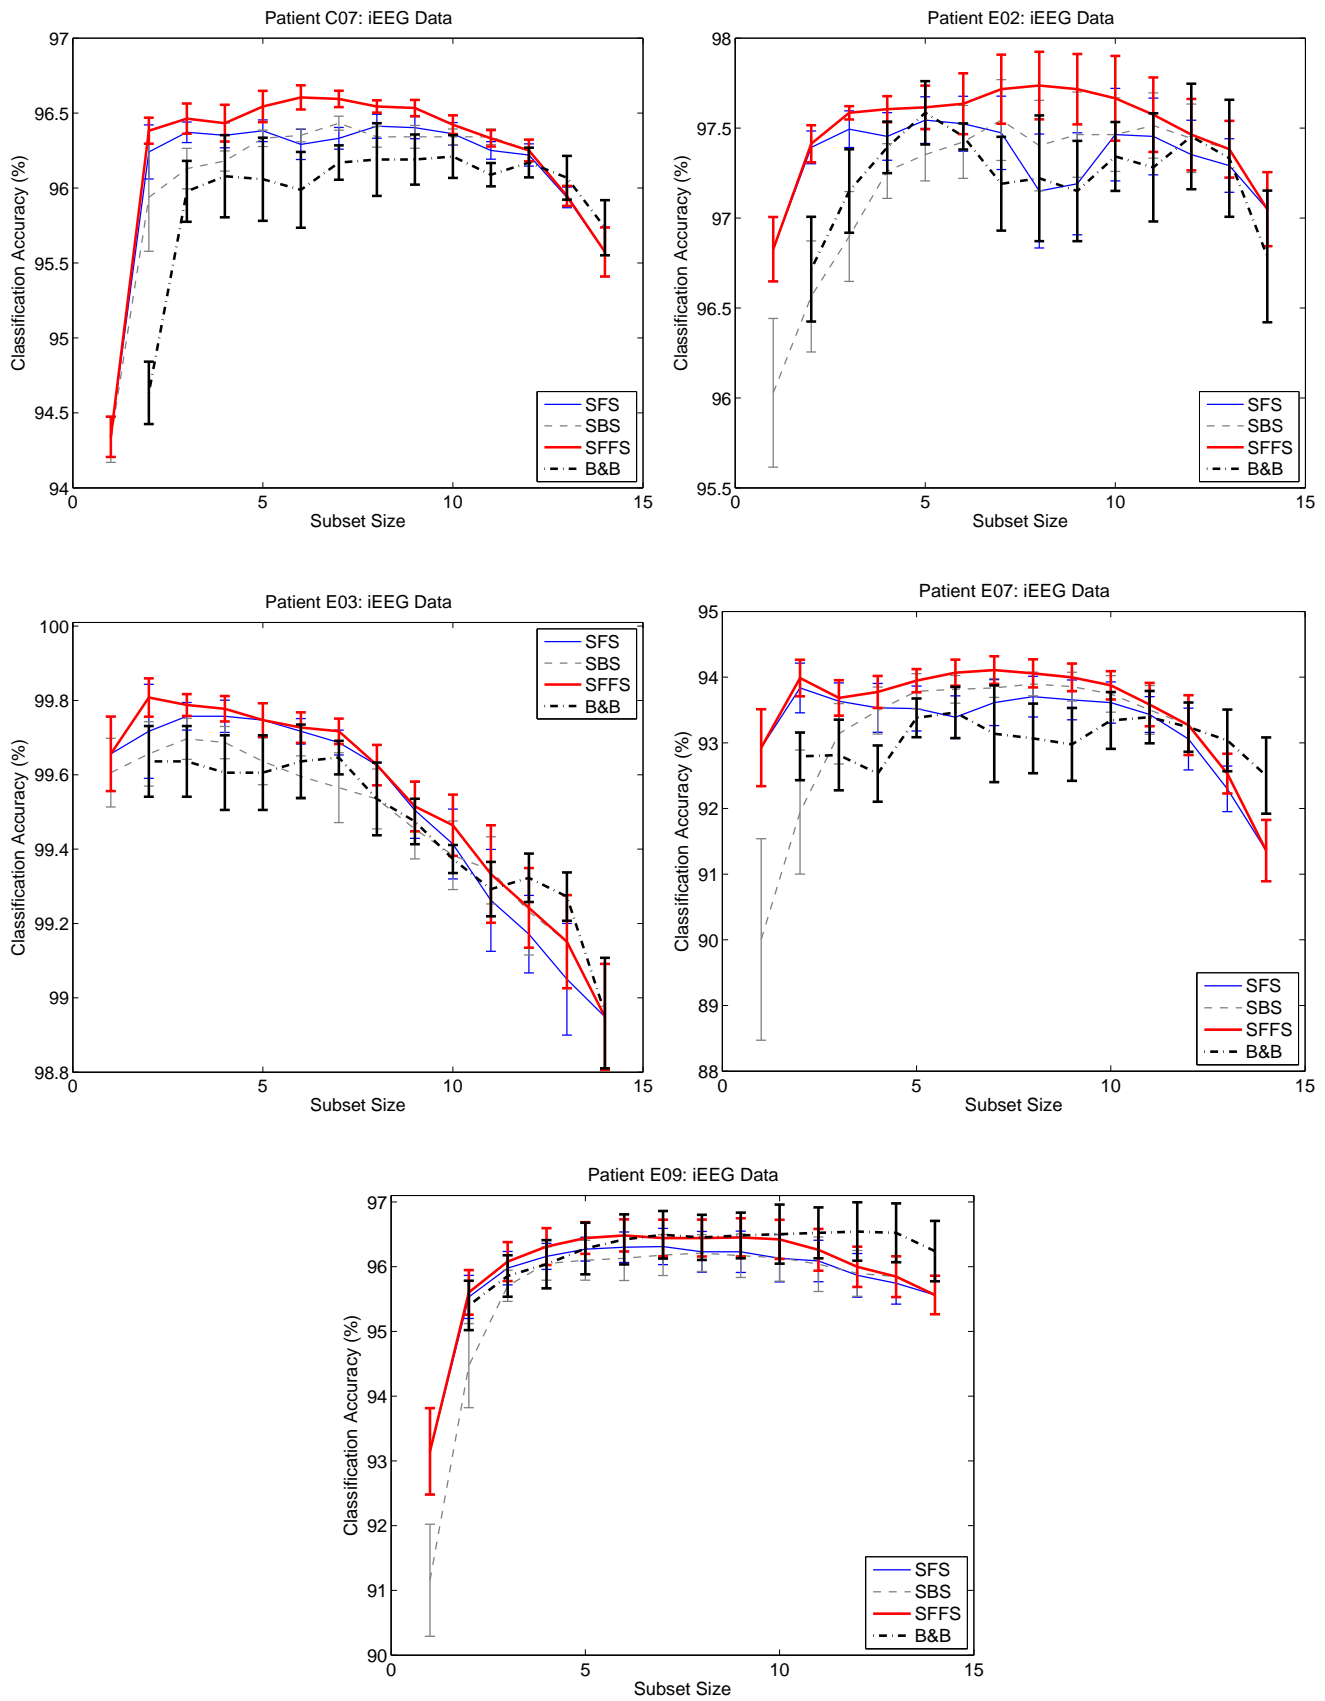 Patient C07: iEEG Data
97
96.5
96
95.5
95
94.5
94
0
5
10
15
Classification Accuracy (%)
Subset Size
SFS
SBS
SFFS
B&B
Patient E02: iEEG Data
98
97.5
97
96.5
96
95.5
0
5
10
15
Classification Accuracy (%)
Subset Size
SFS
SBS
SFFS
B&B
Patient E03: iEEG Data
100
99.8
99.6
99.4
99.2
99
98.8
0
5
10
15
Classification Accuracy (%)
Subset Size
SFS
SBS
SFFS
B&B
Patient E07: iEEG Data
95
94
93
92
91
90
89
88
0
5
10
15
Classification Accuracy (%)
Subset Size
SFS
SBS
SFFS
B&B
Patient E09: iEEG Data
97
96
95
94
93
92
91
90
0
5
10
15
Classification Accuracy (%)
Subset Size
SFS
SBS
SFFS
B&B